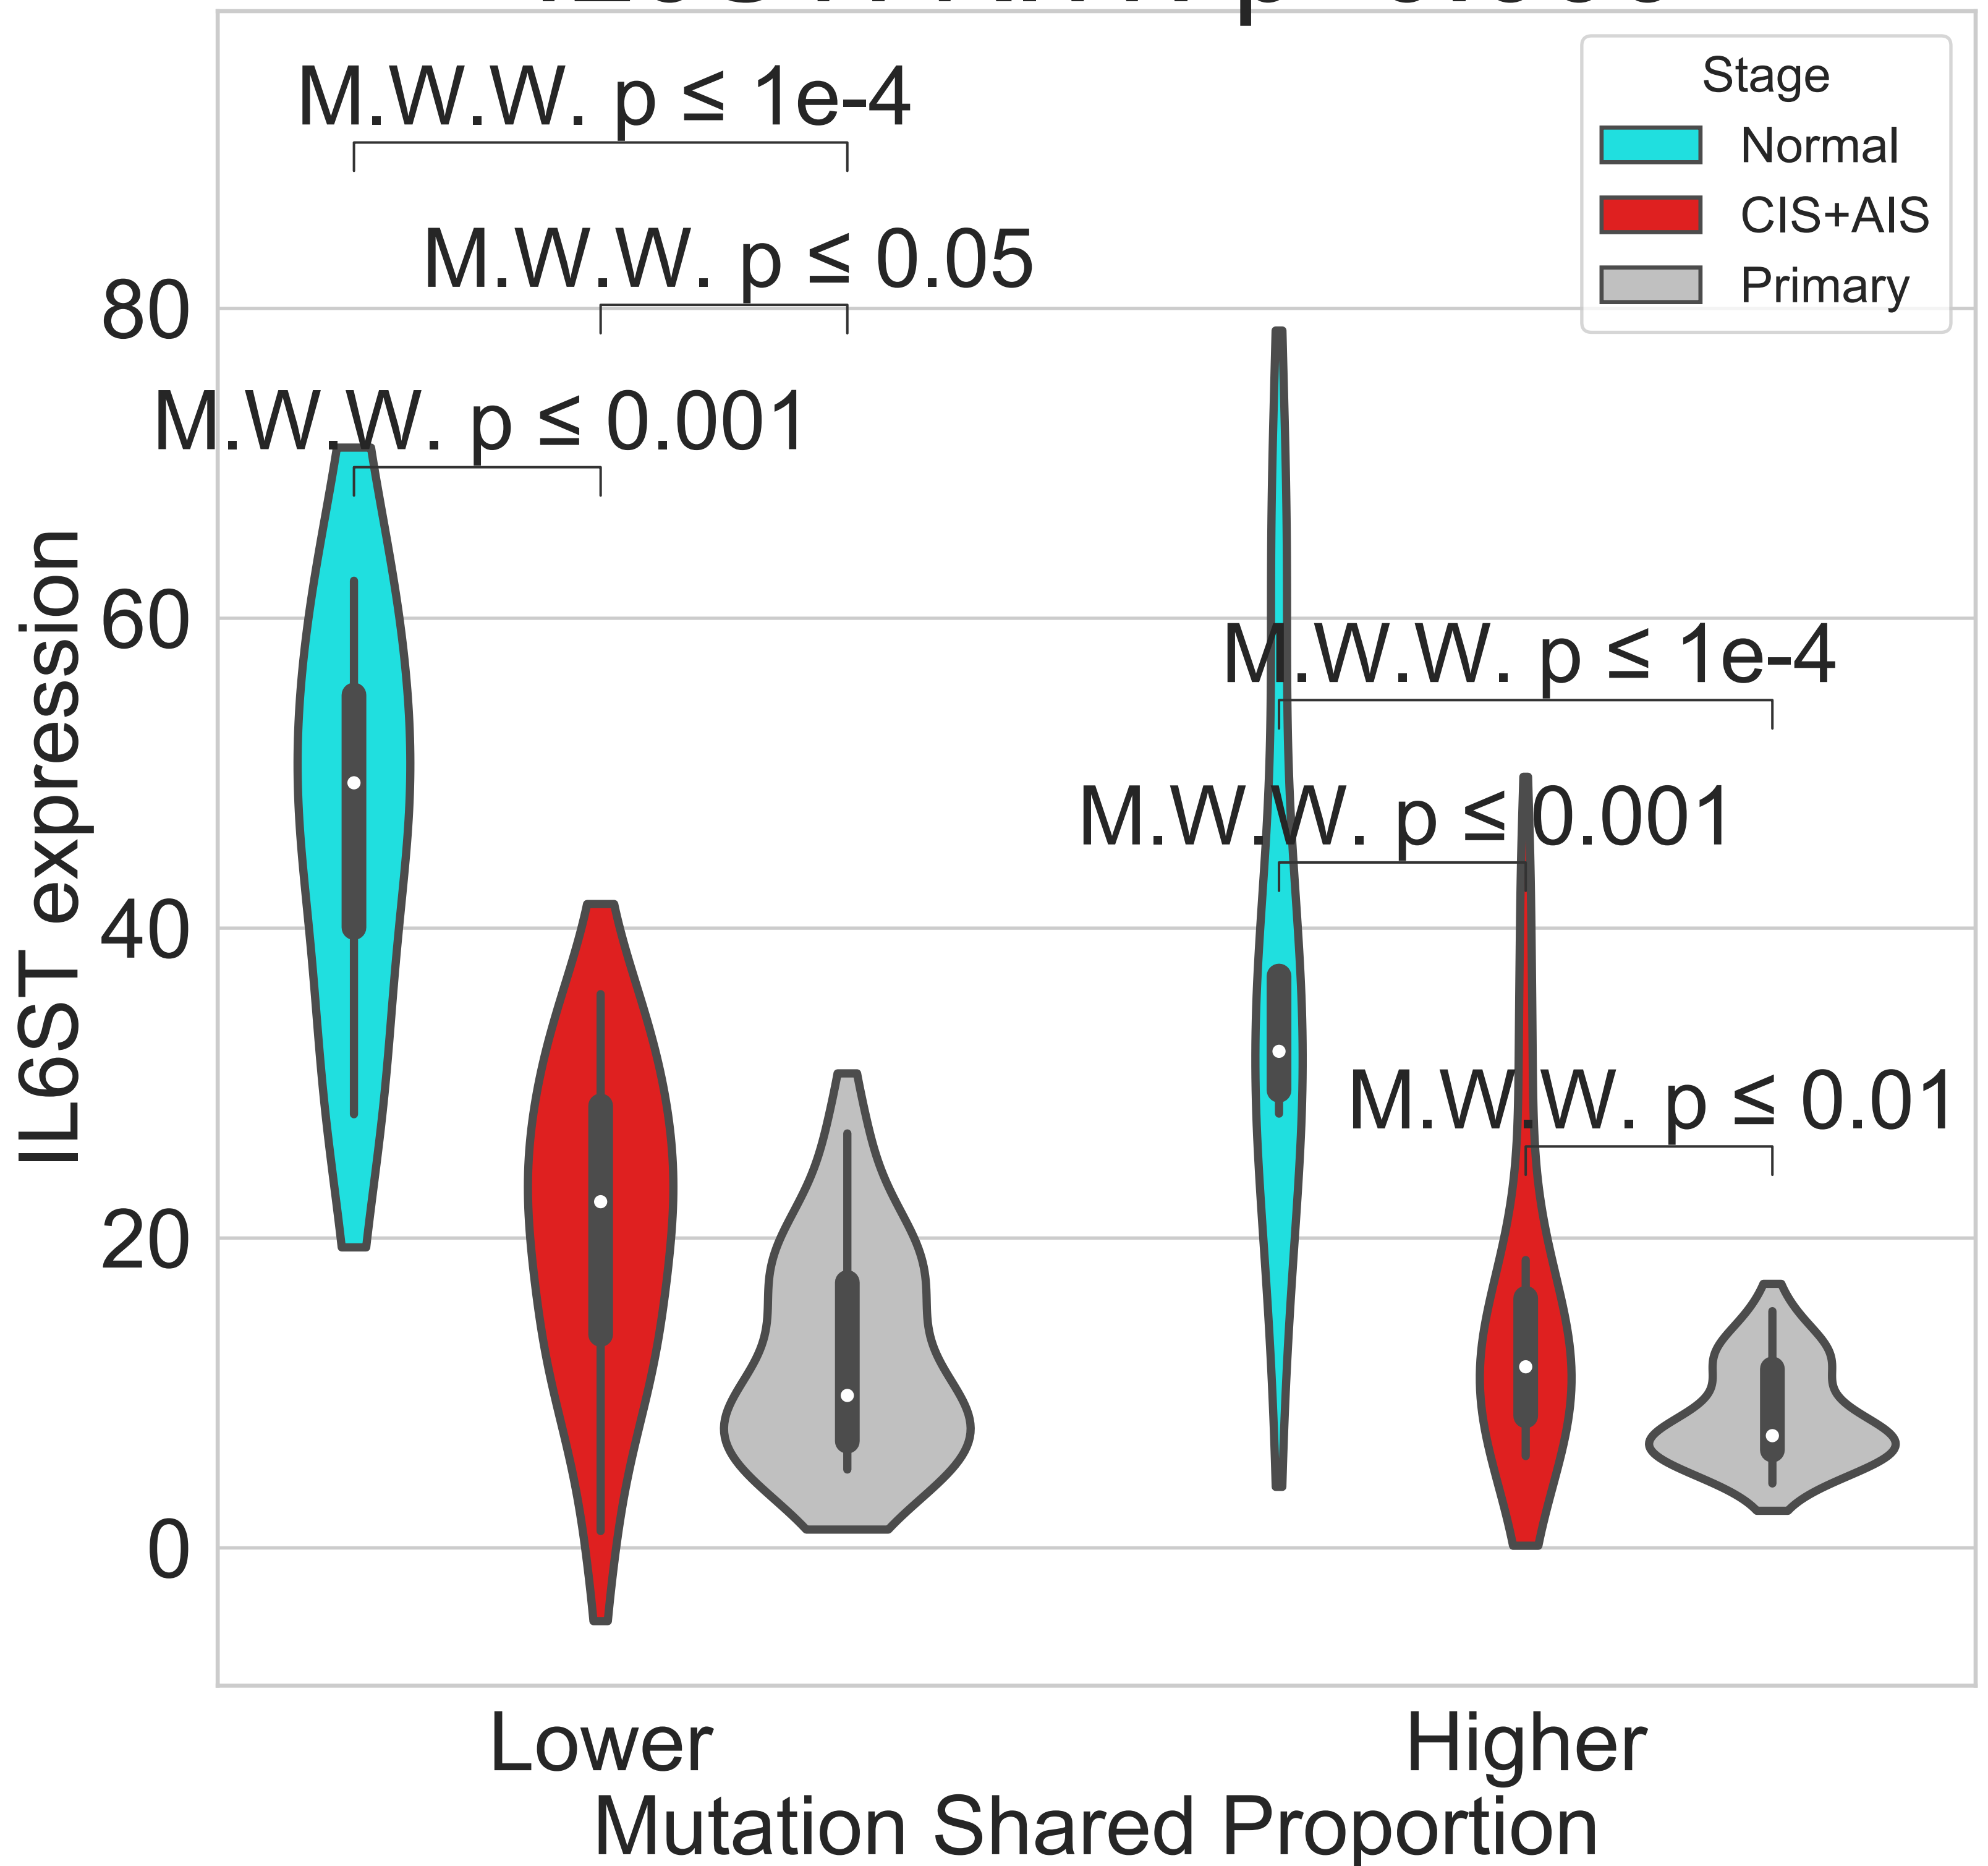 M.W.W. p ≤ 1e-4
M.W.W. p ≤ 0.05
M.W.W. p ≤ 0.001
M.W.W. p ≤ 1e-4
M.W.W. p ≤ 0.001
M.W.W. p ≤ 0.01
Stage
Normal
CIS+AIS
Primary
80
60
40
20
0
IL6ST expression
Lower
Higher
Mutation Shared Proportion